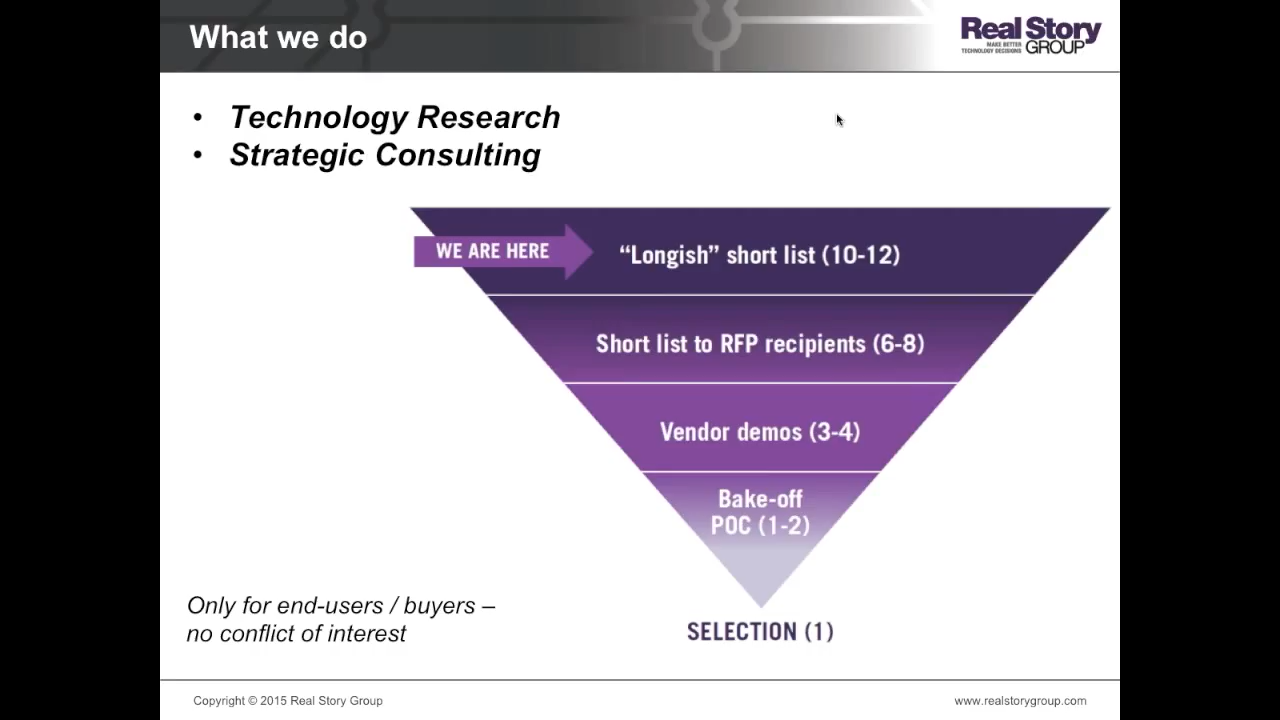 What we do
Real Story
MAKE BETTER
TECHNOLOGY DECISIONS
GROUP
• Technology Research
• Strategic Consulting
WE ARE HERE
“Longish” short list (10-12)
Short list to RFP recipients (6-8)
Vendor demos (3-4)
Bake-off
POC (1-2)
SELECTION (1)
Only for end-users / buyers –
no conflict of interest
Copyright © 2015 Real Story Group
www.realstorygroup.com